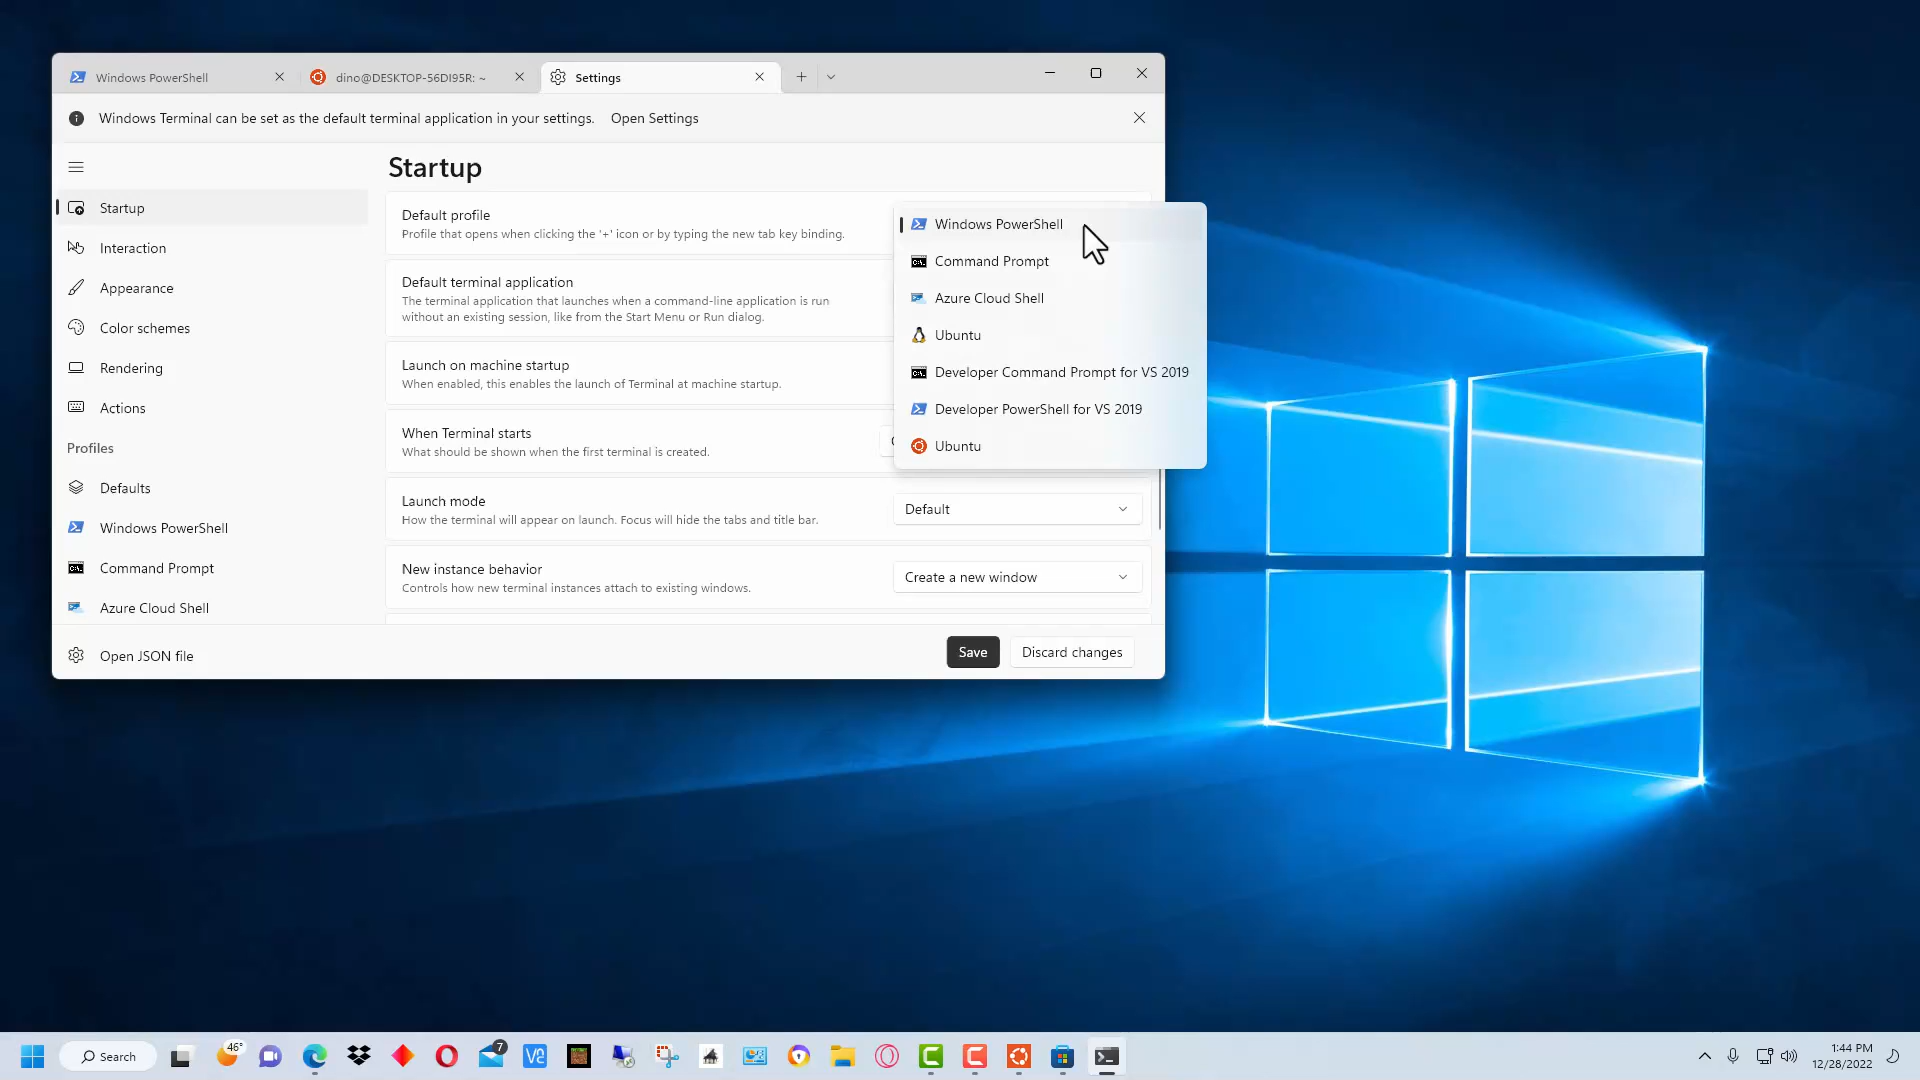 Windows PowerShell
dino@DESKTOP-56DI95R: ~
Settings
Windows Terminal can be set as the default terminal application in your settings. Open Settings
Startup
Interaction
Appearance
Color schemes
Rendering
Actions
Profiles
Defaults
Windows PowerShell
Command Prompt
Azure Cloud Shell
Open JSON file
Startup
Default profile
Profile that opens when clicking the '+' icon or by typing the new tab key binding.
Default terminal application
The terminal application that launches when a command-line application is run
without an existing session, like from the Start Menu or Run dialog.
Launch on machine startup
When enabled, this enables the launch of Terminal at machine startup.
When Terminal starts
What should be shown when the first terminal is created.
Launch mode
How the terminal will appear on launch. Focus will hide the tabs and title bar.
Default
New instance behavior
Controls how new terminal instances attach to existing windows.
Create a new window
Windows PowerShell
Command Prompt
Azure Cloud Shell
Ubuntu
Developer Command Prompt for VS 2019
Developer PowerShell for VS 2019
Ubuntu
Save
Discard changes
Search
46°
7
1:44 PM
12/28/2022